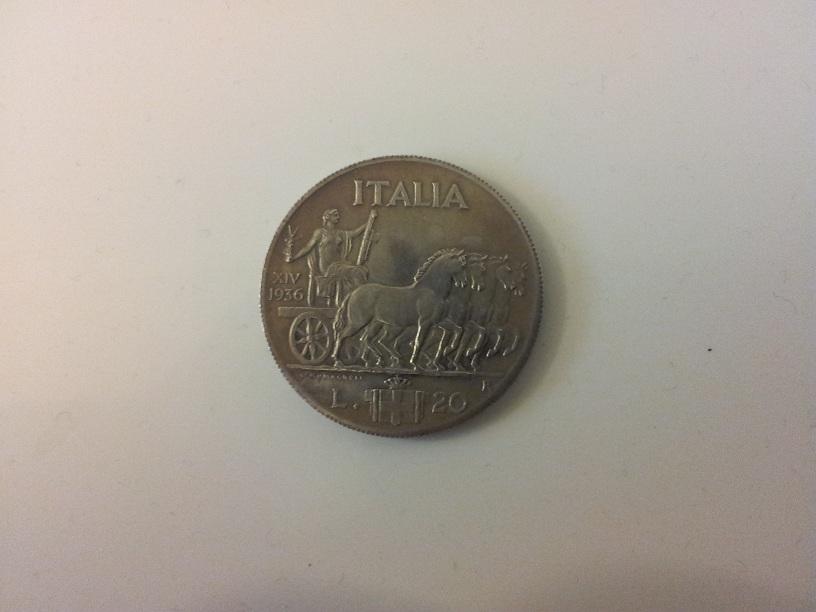 ITALIA
XIV
1936
L. 20
R